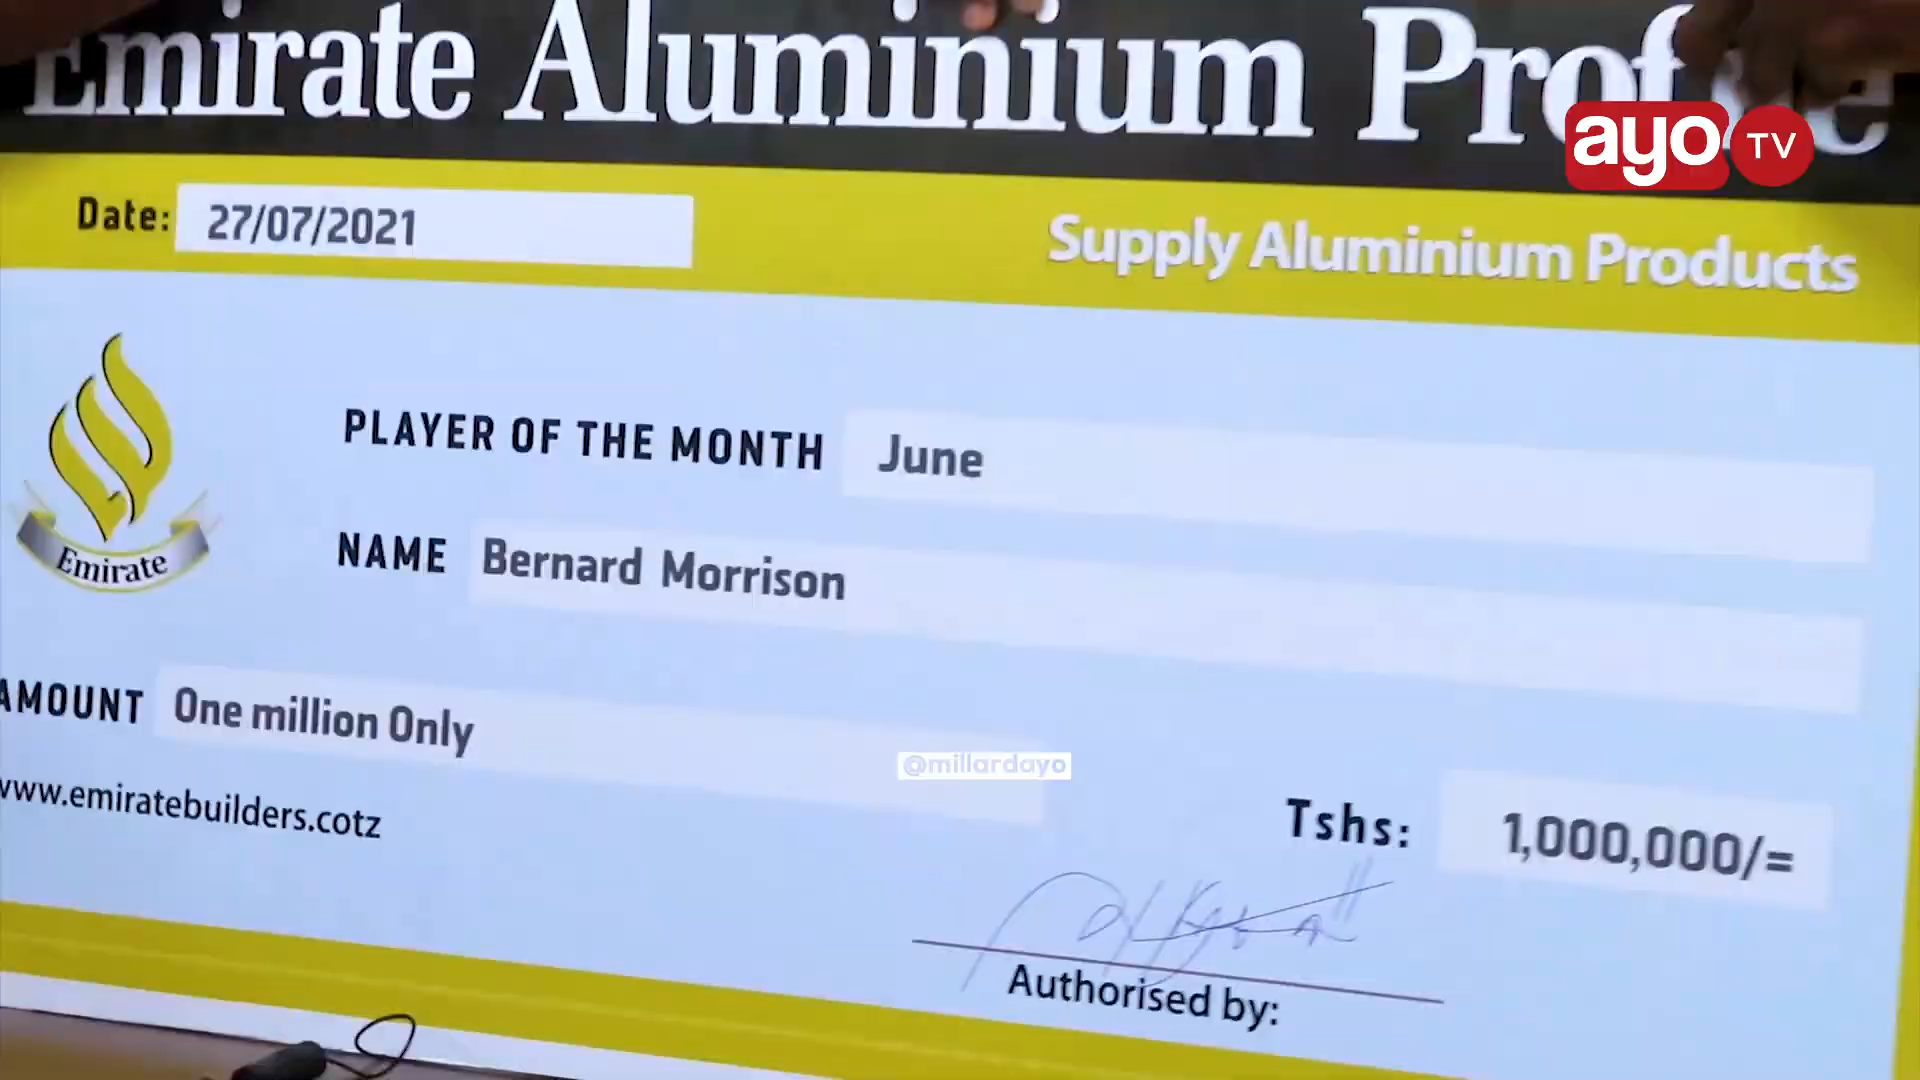 Emirate Aluminium Profile
ayo TV
Date: 27/07/2021
Supply Aluminium Products
PLAYER OF THE MONTH June
Emirate
NAME Bernard Morrison
AMOUNT One million Only
@millardayo
www.emiratebuilders.cotz
Tshs: 1,000,000/=
Authorised by: